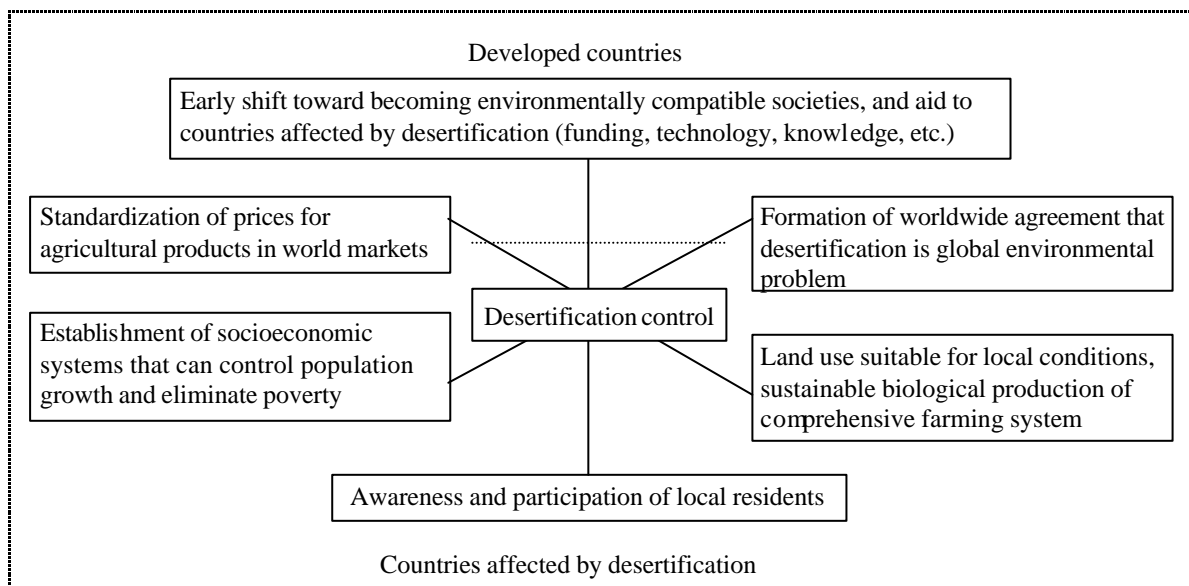 Developed countries
Early shift toward becoming environmentally compatible societies, and aid to
countries affected by desertification (funding, technology, knowledge, etc.)
Standardization of prices for
agricultural products in world markets
Formation of worldwide agreement that
desertification is global environmental
problem
Desertification control
Establishment of socioeconomic
systems that can control population
growth and eliminate poverty
Land use suitable for local conditions,
sustainable biological production of
comprehensive farming system
Awareness and participation of local residents
Countries affected by desertification